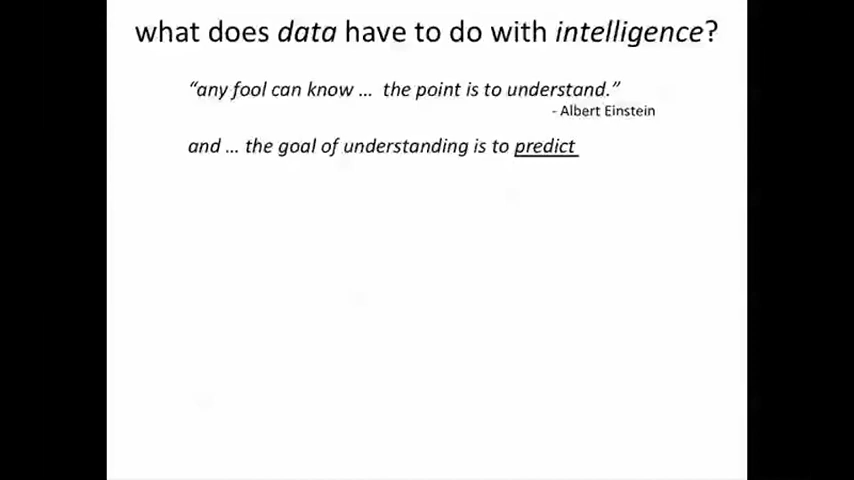 what does data have to do with intelligence?
“any fool can know … the point is to understand.”
- Albert Einstein
and … the goal of understanding is to predict